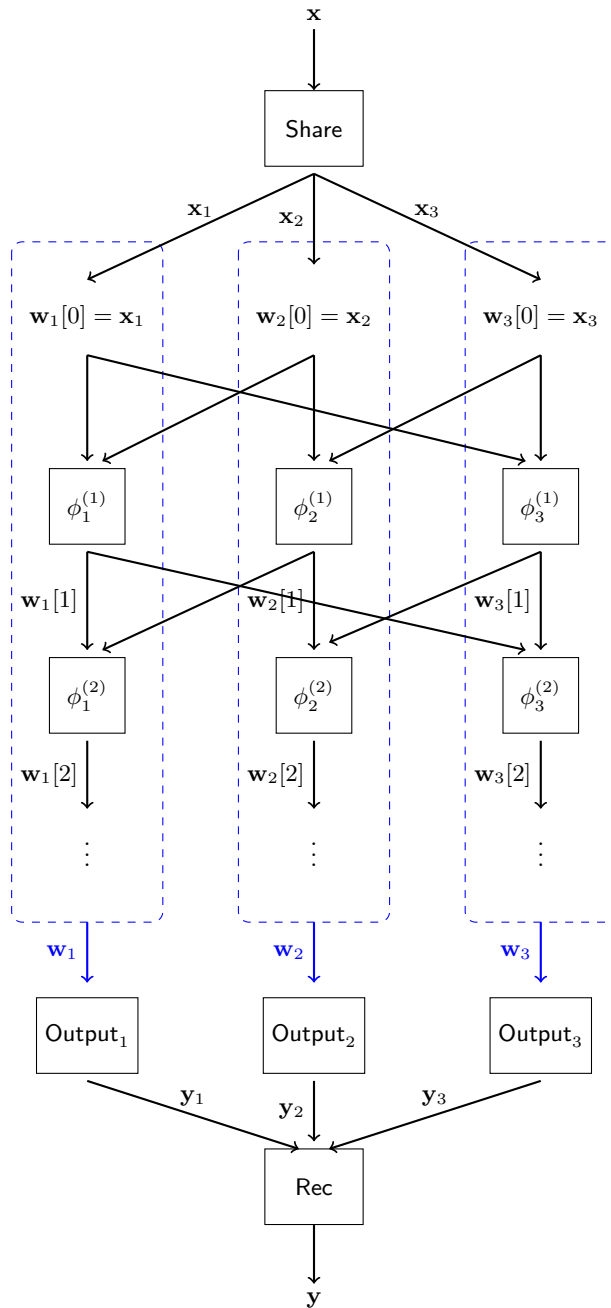 x
Share
x₁ x₂ x₃
w₁[0] = x₁ w₂[0] = x₂ w₃[0] = x₃
ϕ₁⁽¹⁾ ϕ₂⁽¹⁾ ϕ₃⁽¹⁾
w₁[1] w₂[1] w₃[1]
ϕ₁⁽²⁾ ϕ₂⁽²⁾ ϕ₃⁽²⁾
w₁[2] w₂[2] w₃[2]
⋮ ⋮ ⋮
w₁ w₂ w₃
Output₁ Output₂ Output₃
y₁ y₂ y₃
Rec
y